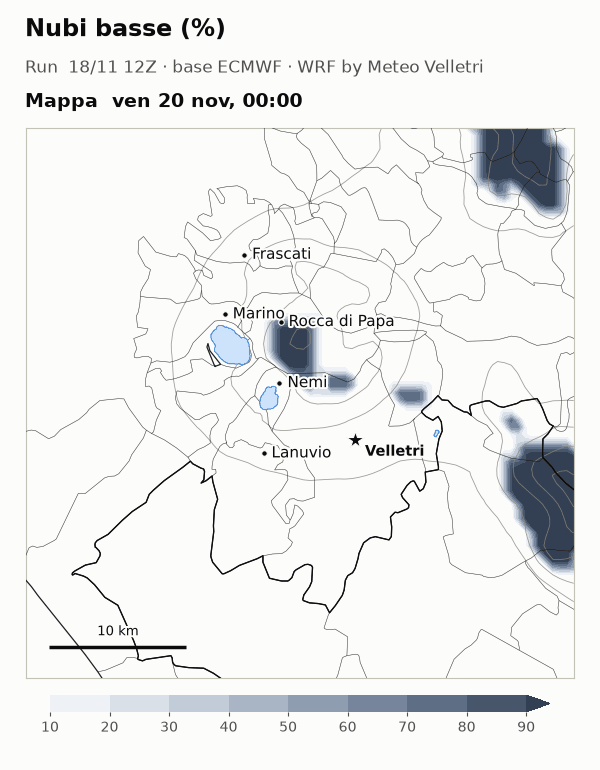 Nubi basse (%)
Run  18/11 12Z · base ECMWF · WRF by Meteo Velletri
Mappa  ven 20 nov, 00:00
Frascati
Marino
Rocca di Papa
Nemi
Velletri
Lanuvio
10 km
10 20 30 40 50 60 70 80 90